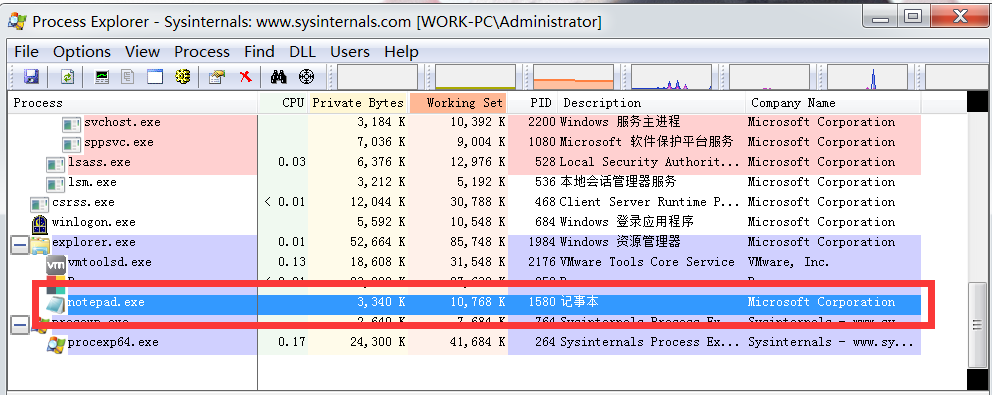 Process Explorer - Sysinternals: www.sysinternals.com [WORK-PC\Administrator]
File Options View Process Find DLL Users Help
Process CPU Private Bytes Working Set PID Description Company Name
svchost.exe 3,184 K 10,392 K 2200 Windows 服务主进程 Microsoft Corporation
sppsvc.exe 7,036 K 9,004 K 1080 Microsoft 软件保护平台服务 Microsoft Corporation
lsass.exe 0.03 6,376 K 12,976 K 528 Local Security Authorit... Microsoft Corporation
lsm.exe 3,212 K 5,192 K 536 本地会话管理器服务 Microsoft Corporation
csrss.exe < 0.01 12,044 K 30,788 K 468 Client Server Runtime P... Microsoft Corporation
winlogon.exe 5,592 K 10,548 K 684 Windows 登录应用程序 Microsoft Corporation
explorer.exe 0.01 52,664 K 85,748 K 1984 Windows 资源管理器 Microsoft Corporation
vm vmtoolsd.exe 0.13 18,608 K 31,548 K 2176 VMware Tools Core Service VMware, Inc.
notepad.exe 3,340 K 10,768 K 1580 记事本 Microsoft Corporation
procexp.exe 2,640 K 7,684 K 764 Sysinternals Process Ex... Sysinternals - www.sy...
procexp64.exe 0.17 24,300 K 41,684 K 264 Sysinternals Process Ex... Sysinternals - www.sy...